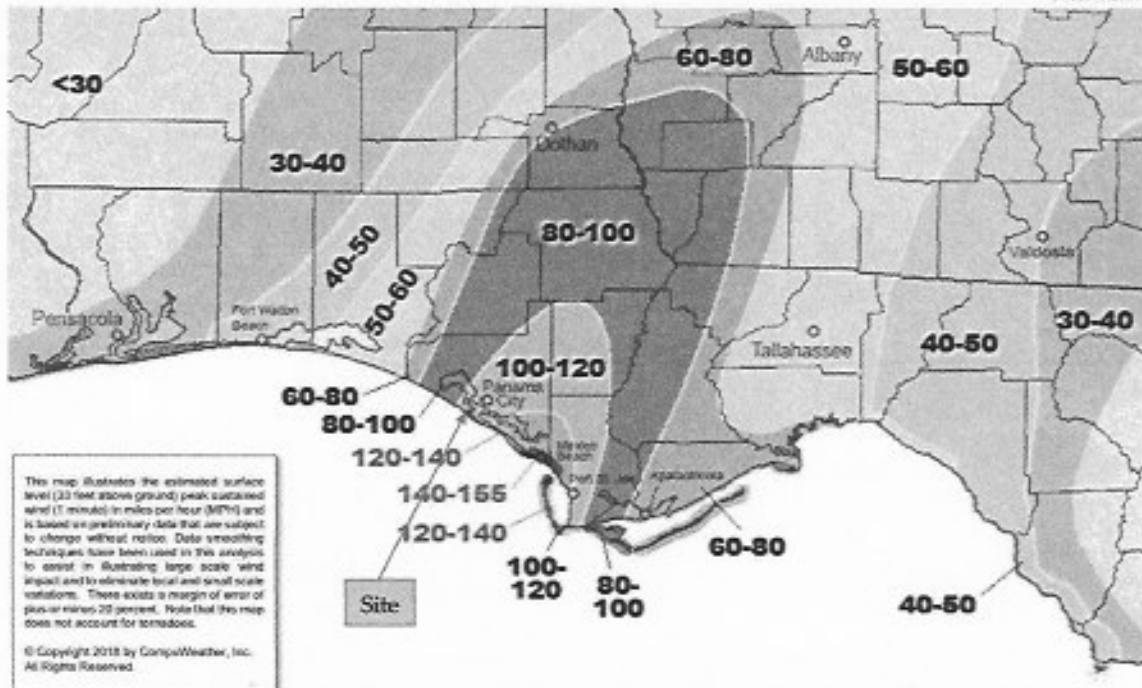 60-80
Albany
50-60
<30
Dothan
30-40
80-100
Valdosta
40-50
50-60
Pensacola
Fort Walton
Beach
30-40
Tallahassee
40-50
100-120
60-80
Panama
City
80-100
120-140
Mexico
Beach
140-155
Port St. Joe
Apalachicola
120-140
60-80
100-
120
80-
100
40-50
Site
This map illustrates the estimated surface
level (33 feet above ground) peak sustained
wind (1 minute) in miles per hour (MPH) and
is based on preliminary data that are subject
to change without notice. Data smoothing
techniques have been used in this analysis
to assist in illustrating large scale wind
impact and to eliminate local and small scale
variations. There exists a margin of error of
plus or minus 20 percent. Note that this map
does not account for tornadoes.
© Copyright 2018 by CompuWeather, Inc.
All Rights Reserved.